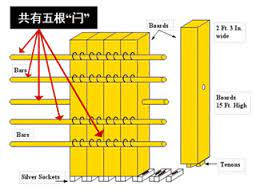 共有五根“闩”
Boards
2 Ft. 3 In.
wide
Bars
Boards
15 Ft. High
Bars
Silver Sockets
Tenons